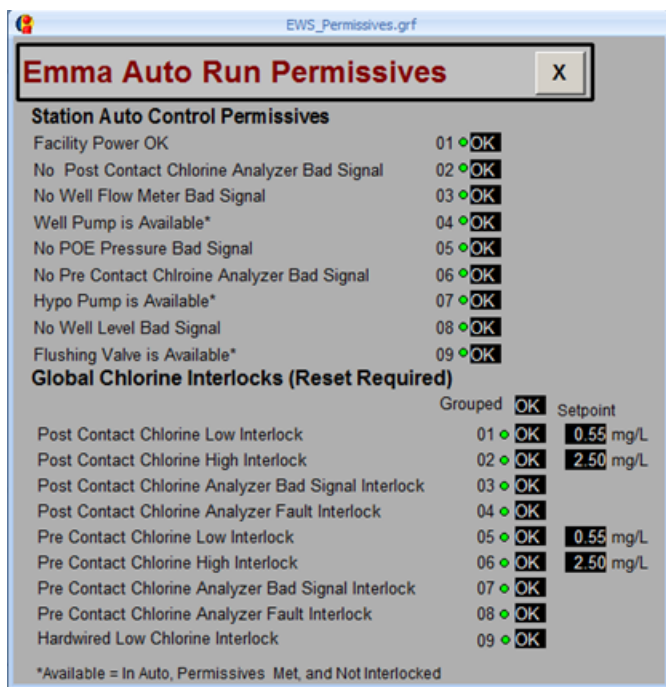 EWS_Permissives.grf
Emma Auto Run Permissives X
Station Auto Control Permissives
Facility Power OK 01 OK
No Post Contact Chlorine Analyzer Bad Signal 02 OK
No Well Flow Meter Bad Signal 03 OK
Well Pump is Available* 04 OK
No POE Pressure Bad Signal 05 OK
No Pre Contact Chlroine Analyzer Bad Signal 06 OK
Hypo Pump is Available* 07 OK
No Well Level Bad Signal 08 OK
Flushing Valve is Available* 09 OK
Global Chlorine Interlocks (Reset Required)
Grouped OK Setpoint
Post Contact Chlorine Low Interlock 01 OK 0.55 mg/L
Post Contact Chlorine High Interlock 02 OK 2.50 mg/L
Post Contact Chlorine Analyzer Bad Signal Interlock 03 OK
Post Contact Chlorine Analyzer Fault Interlock 04 OK
Pre Contact Chlorine Low Interlock 05 OK 0.55 mg/L
Pre Contact Chlorine High Interlock 06 OK 2.50 mg/L
Pre Contact Chlorine Analyzer Bad Signal Interlock 07 OK
Pre Contact Chlorine Analyzer Fault Interlock 08 OK
Hardwired Low Chlorine Interlock 09 OK
*Available = In Auto, Permissives Met, and Not Interlocked